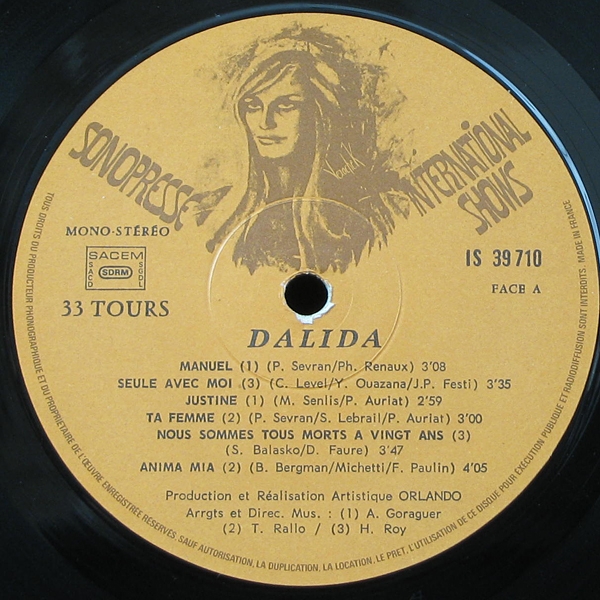 SONOPRESSE
INTERNATIONAL
SHOWS
MONO-STÉRÉO
SACEM
SACD
SDRM
SGDL
33 TOURS
IS 39 710
FACE A
DALIDA
MANUEL (1) (P. Sevran/Ph. Renaux) 3'08
SEULE AVEC MOI (3) (C. Level/Y. Ouazana/J.P. Festi) 3'35
JUSTINE (1) (M. Senlis/P. Auriat) 2'59
TA FEMME (2) (P. Sevran/S. Lebrail/P. Auriat) 3'00
NOUS SOMMES TOUS MORTS A VINGT ANS (3)
(S. Balasko/D. Faure) 3'47
ANIMA MIA (2) (B. Bergman/Michetti/F. Paulin) 4'05
Production et Réalisation Artistique ORLANDO
Arrgts et Direc. Mus. : (1) A. Goraguer
(2) T. Rallo / (3) H. Roy
TOUS DROITS DU PRODUCTEUR PHONOGRAPHIQUE ET DU PROPRIETAIRE DE L'ŒUVRE ENREGISTRÉE RÉSERVÉS. SAUF AUTORISATION, LA DUPLICATION, LA LOCATION, LE PRET, L'UTILISATION DE CE DISQUE POUR EXÉCUTION PUBLIQUE ET RADIODIFFUSION SONT INTERDITS. MADE IN FRANCE